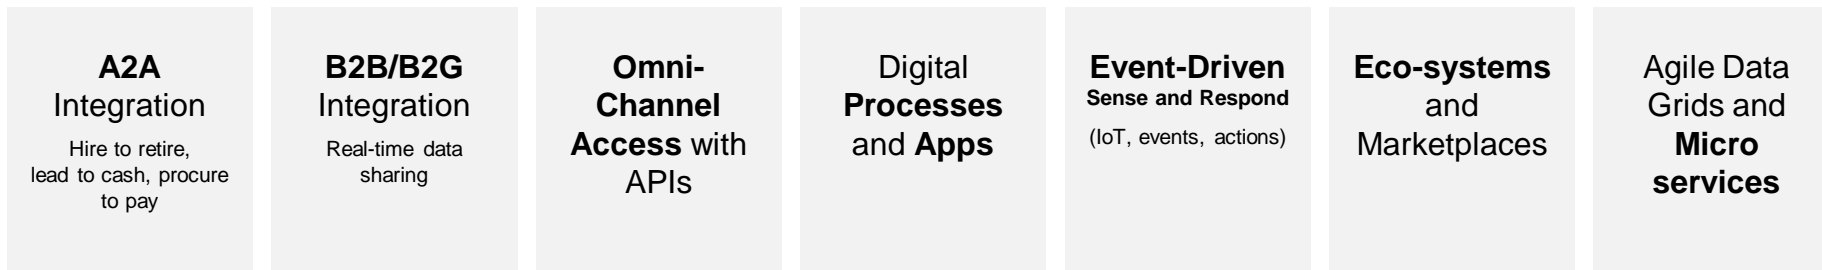 A2A
Integration
Hire to retire,
lead to cash, procure
to pay
B2B/B2G
Integration
Real-time data
sharing
Omni-
Channel
Access with
APIs
Digital
Processes
and Apps
Event-Driven
Sense and Respond
(IoT, events, actions)
Eco-systems
and
Marketplaces
Agile Data
Grids and
Micro
services